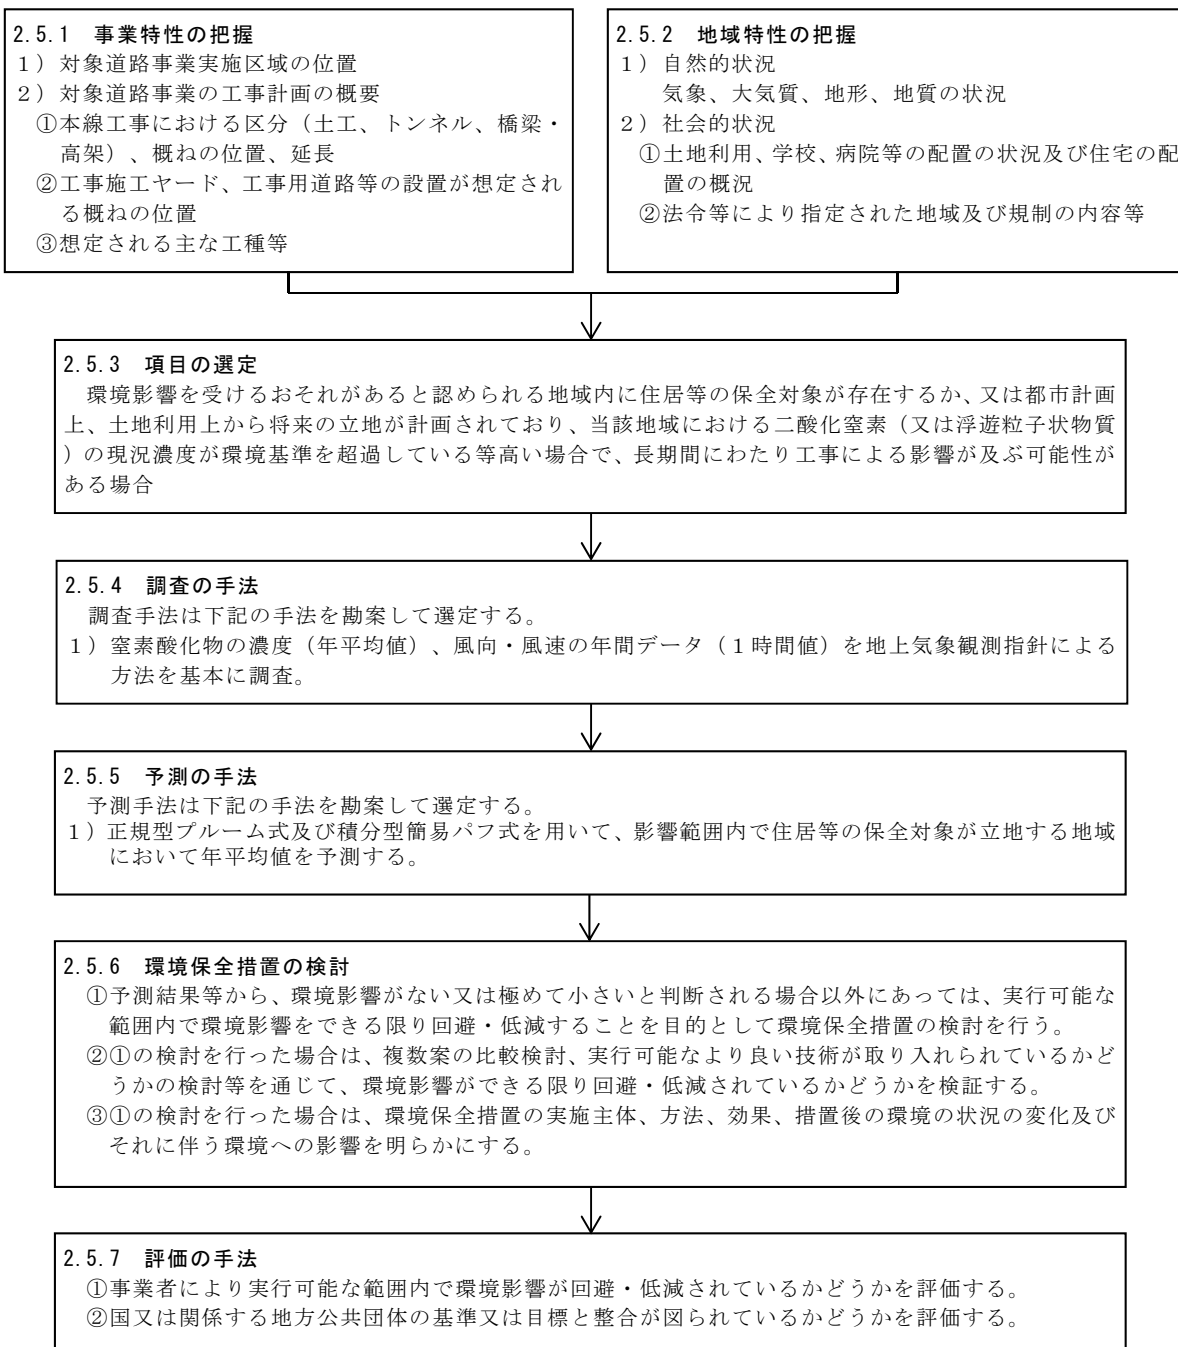 2.5.1　事業特性の把握
１）対象道路事業実施区域の位置
２）対象道路事業の工事計画の概要
①本線工事における区分（土工、トンネル、橋梁・
高架）、概ねの位置、延長
②工事施工ヤード、工事用道路等の設置が想定され
る概ねの位置
③想定される主な工種等
2.5.2　地域特性の把握
１）自然的状況
気象、大気質、地形、地質の状況
２）社会的状況
①土地利用、学校、病院等の配置の状況及び住宅の配
置の概況
②法令等により指定された地域及び規制の内容等
2.5.3　項目の選定
環境影響を受けるおそれがあると認められる地域内に住居等の保全対象が存在するか、又は都市計画
上、土地利用上から将来の立地が計画されており、当該地域における二酸化窒素（又は浮遊粒子状物質
）の現況濃度が環境基準を超過している等高い場合で、長期間にわたり工事による影響が及ぶ可能性が
ある場合
2.5.4　調査の手法
調査手法は下記の手法を勘案して選定する。
１）窒素酸化物の濃度（年平均値）、風向・風速の年間データ（１時間値）を地上気象観測指針による
方法を基本に調査。
2.5.5　予測の手法
予測手法は下記の手法を勘案して選定する。
１）正規型プルーム式及び積分型簡易パフ式を用いて、影響範囲内で住居等の保全対象が立地する地域
において年平均値を予測する。
2.5.6　環境保全措置の検討
①予測結果等から、環境影響がない又は極めて小さいと判断される場合以外にあっては、実行可能な
範囲内で環境影響をできる限り回避・低減することを目的として環境保全措置の検討を行う。
②①の検討を行った場合は、複数案の比較検討、実行可能なより良い技術が取り入れられているかど
うかの検討等を通じて、環境影響ができる限り回避・低減されているかどうかを検証する。
③①の検討を行った場合は、環境保全措置の実施主体、方法、効果、措置後の環境の状況の変化及び
それに伴う環境への影響を明らかにする。
2.5.7　評価の手法
①事業者により実行可能な範囲内で環境影響が回避・低減されているかどうかを評価する。
②国又は関係する地方公共団体の基準又は目標と整合が図られているかどうかを評価する。